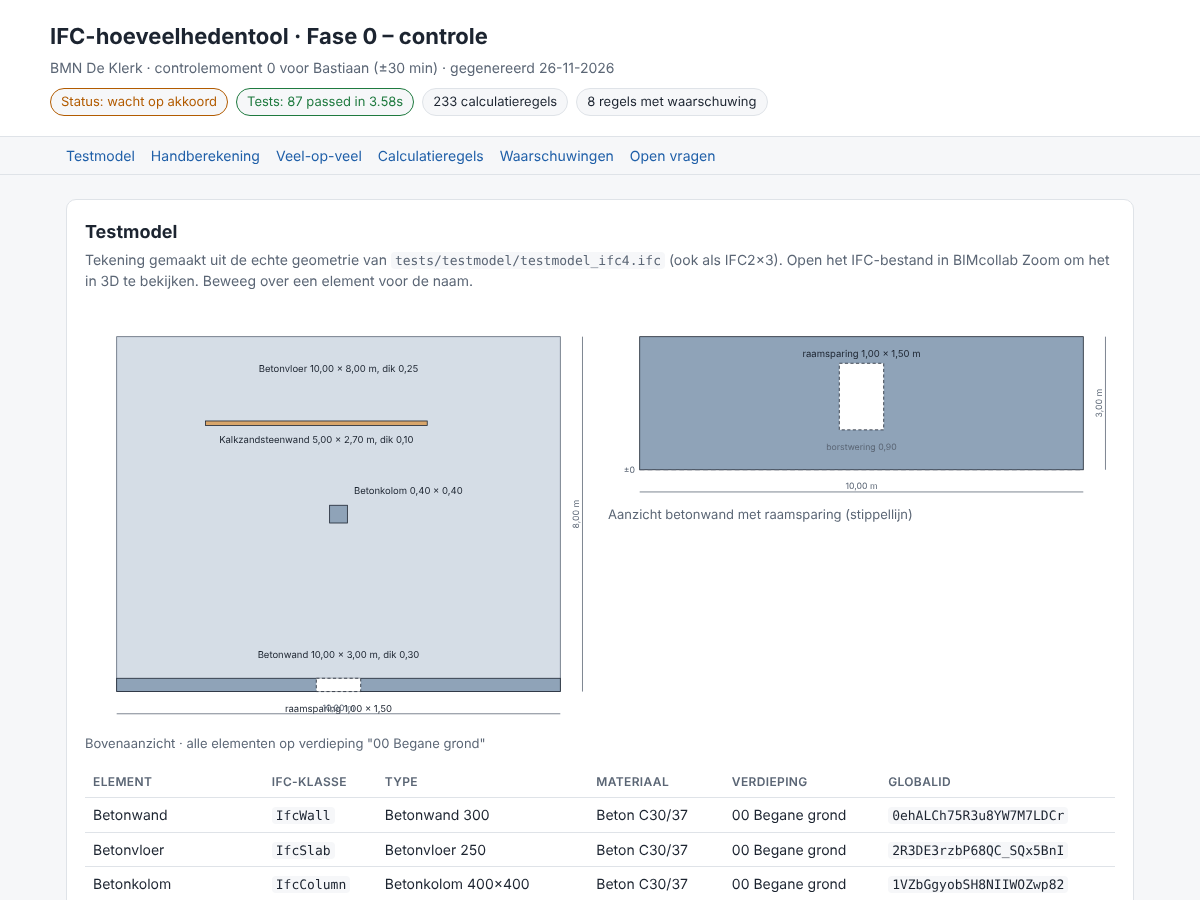 IFC-hoeveelhedentool · Fase 0 – controle
BMN De Klerk · controlemoment 0 voor Bastiaan (±30 min) · gegenereerd 26-11-2026
Status: wacht op akkoord
Tests: 87 passed in 3.58s
233 calculatieregels
8 regels met waarschuwing
Testmodel Handberekening Veel-op-veel Calculatieregels Waarschuwingen Open vragen
Testmodel
Tekening gemaakt uit de echte geometrie van tests/testmodel/testmodel_ifc4.ifc (ook als IFC2×3). Open het IFC-bestand in BIMcollab Zoom om het
in 3D te bekijken. Beweeg over een element voor de naam.
Betonvloer 10,00 × 8,00 m, dik 0,25
Kalkzandsteenwand 5,00 × 2,70 m, dik 0,10
Betonkolom 0,40 × 0,40
8,00 m
Betonwand 10,00 × 3,00 m, dik 0,30
raamsparing 1,00 × 1,50
10,00 m
Bovenaanzicht · alle elementen op verdieping "00 Begane grond"
raamsparing 1,00 × 1,50 m
borstwering 0,90
3,00 m
±0
10,00 m
Aanzicht betonwand met raamsparing (stippellijn)
ELEMENT IFC-KLASSE TYPE MATERIAAL VERDIEPING GLOBALID
Betonwand IfcWall Betonwand 300 Beton C30/37 00 Begane grond 0ehALCh75R3u8YW7M7LDCr
Betonvloer IfcSlab Betonvloer 250 Beton C30/37 00 Begane grond 2R3DE3rzbP68QC_SQx5BnI
Betonkolom IfcColumn Betonkolom 400×400 Beton C30/37 00 Begane grond 1VZbGgyobSH8NIIWOZwp82